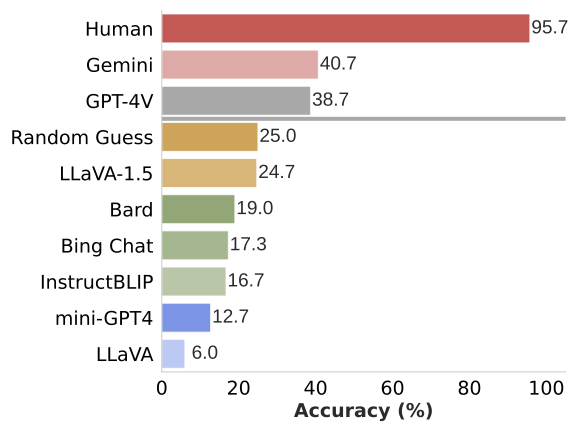 Human 95.7
Gemini 40.7
GPT-4V 38.7
Random Guess 25.0
LLaVA-1.5 24.7
Bard 19.0
Bing Chat 17.3
InstructBLIP 16.7
mini-GPT4 12.7
LLaVA 6.0
0 20 40 60 80 100
Accuracy (%)